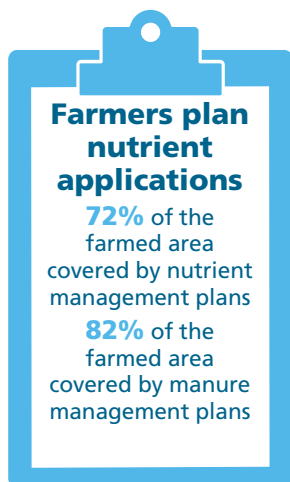 Farmers plan
nutrient
applications
72% of the
farmed area
covered by nutrient
management plans
82% of the
farmed area
covered by manure
management plans